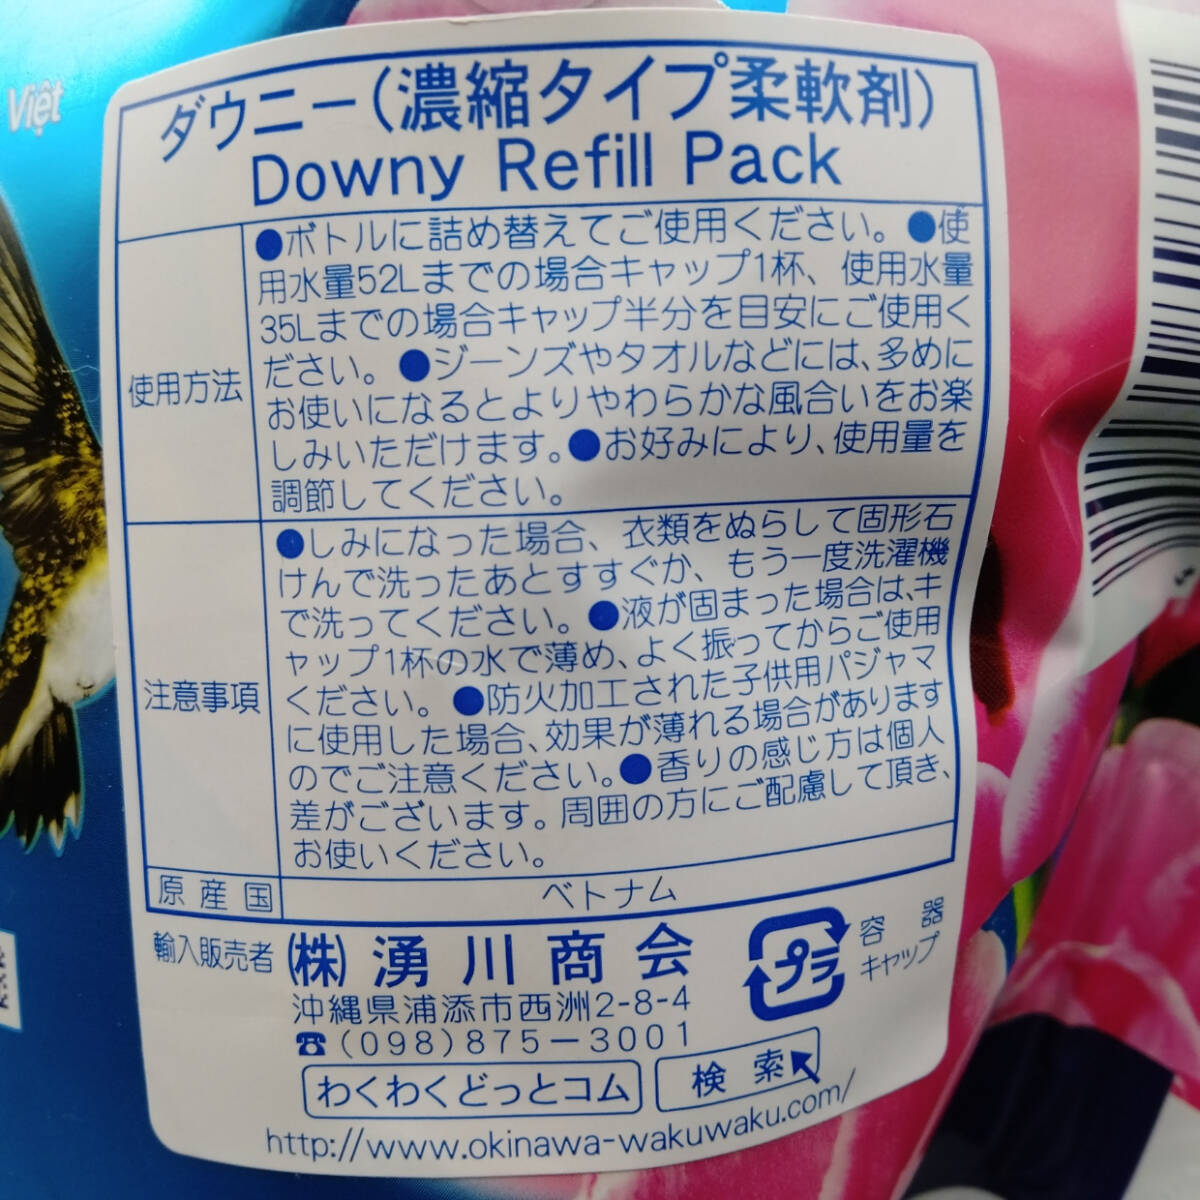 Việt
ダウニー(濃縮タイプ柔軟剤)
Downy Refill Pack
使用方法
●ボトルに詰め替えてご使用ください。●使
用水量52Lまでの場合キャップ1杯、使用水量
35Lまでの場合キャップ半分を目安にご使用く
ださい。●ジーンズやタオルなどには、多めに
お使いになるとよりやわらかな風合いをお楽
しみいただけます。●お好みにより、使用量を
調節してください。
注意事項
●しみになった場合、衣類をぬらして固形石
けんで洗ったあとすすぐか、もう一度洗濯機
で洗ってください。●液が固まった場合は、キ
ャップ1杯の水で薄め、よく振ってからご使用
ください。●防火加工された子供用パジャマ
に使用した場合、効果が薄れる場合があります
のでご注意ください。●香りの感じ方は個人
差がございます。周囲の方にご配慮して頂き、
お使いください。
原産国
ベトナム
輸入販売者
(株)湧川商会
沖縄県浦添市西洲2-8-4
☎(098)875-3001
プラ
容器
キャップ
わくわくどっとコム
検索
http://www.okinawa-wakuwaku.com/